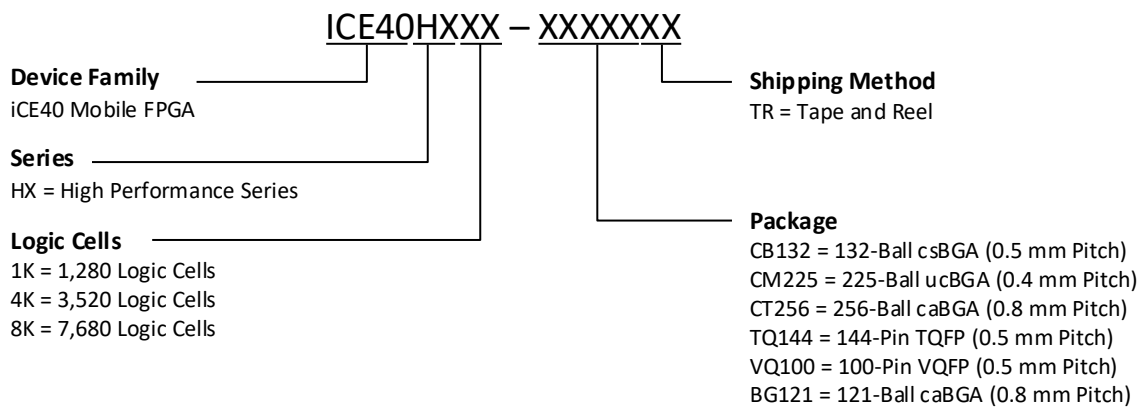 ICE40HXXX – XXXXXXX
Device Family
iCE40 Mobile FPGA
Series
HX = High Performance Series
Logic Cells
1K = 1,280 Logic Cells
4K = 3,520 Logic Cells
8K = 7,680 Logic Cells
Shipping Method
TR = Tape and Reel
Package
CB132 = 132-Ball csBGA (0.5 mm Pitch)
CM225 = 225-Ball ucBGA (0.4 mm Pitch)
CT256 = 256-Ball caBGA (0.8 mm Pitch)
TQ144 = 144-Pin TQFP (0.5 mm Pitch)
VQ100 = 100-Pin VQFP (0.5 mm Pitch)
BG121 = 121-Ball caBGA (0.8 mm Pitch)